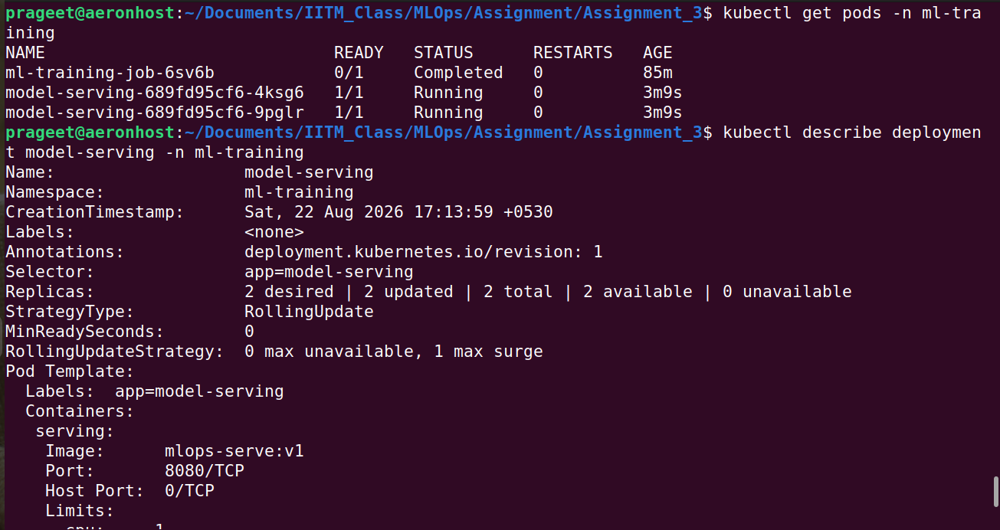 prageet@aeronhost:~/Documents/IITM_Class/MLOps/Assignment/Assignment_3$ kubectl get pods -n ml-tra
ining
NAME                             READY   STATUS      RESTARTS   AGE
ml-training-job-6sv6b            0/1     Completed   0          85m
model-serving-689fd95cf6-4ksg6   1/1     Running     0          3m9s
model-serving-689fd95cf6-9pglr   1/1     Running     0          3m9s
prageet@aeronhost:~/Documents/IITM_Class/MLOps/Assignment/Assignment_3$ kubectl describe deploymen
t model-serving -n ml-training
Name:                   model-serving
Namespace:              ml-training
CreationTimestamp:      Sat, 22 Aug 2026 17:13:59 +0530
Labels:                 <none>
Annotations:            deployment.kubernetes.io/revision: 1
Selector:               app=model-serving
Replicas:               2 desired | 2 updated | 2 total | 2 available | 0 unavailable
StrategyType:           RollingUpdate
MinReadySeconds:        0
RollingUpdateStrategy:  0 max unavailable, 1 max surge
Pod Template:
  Labels:  app=model-serving
  Containers:
   serving:
    Image:      mlops-serve:v1
    Port:       8080/TCP
    Host Port:  0/TCP
    Limits:
      cpu:     1